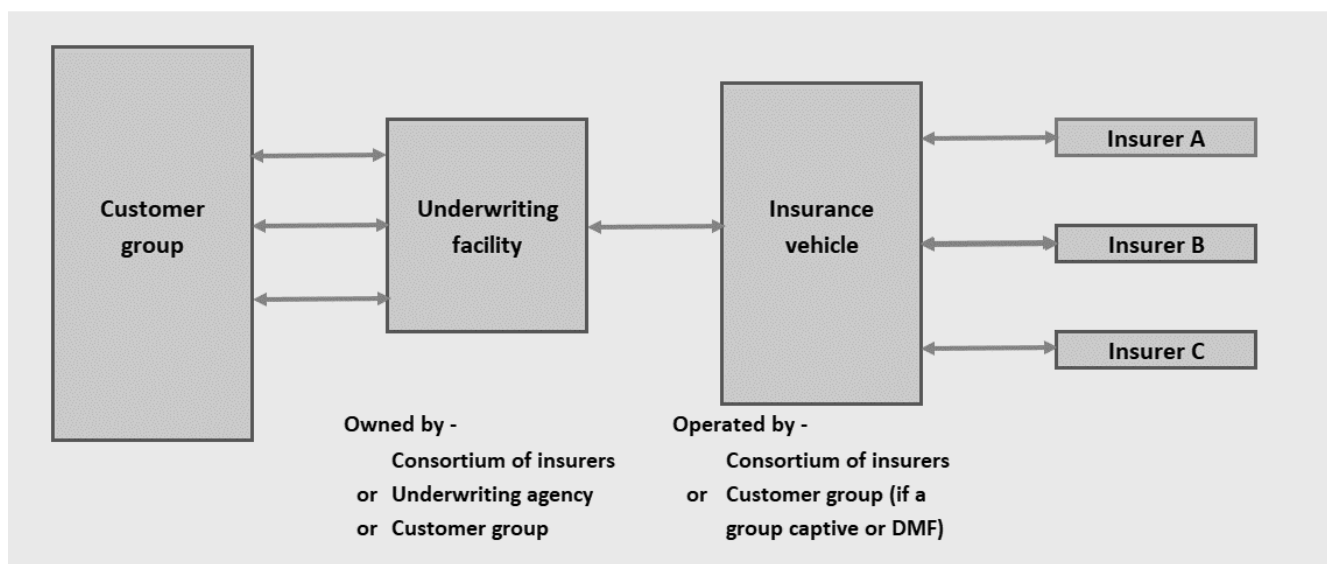 Customer
group
Underwriting
facility
Insurance
vehicle
Insurer A
Insurer B
Insurer C
Owned by -
Consortium of insurers
or Underwriting agency
or Customer group
Operated by -
Consortium of insurers
or Customer group (if a
group captive or DMF)